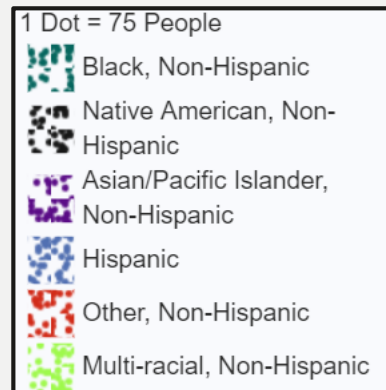 1 Dot = 75 People
Black, Non-Hispanic
Native American, Non-
Hispanic
Asian/Pacific Islander,
Non-Hispanic
Hispanic
Other, Non-Hispanic
Multi-racial, Non-Hispanic